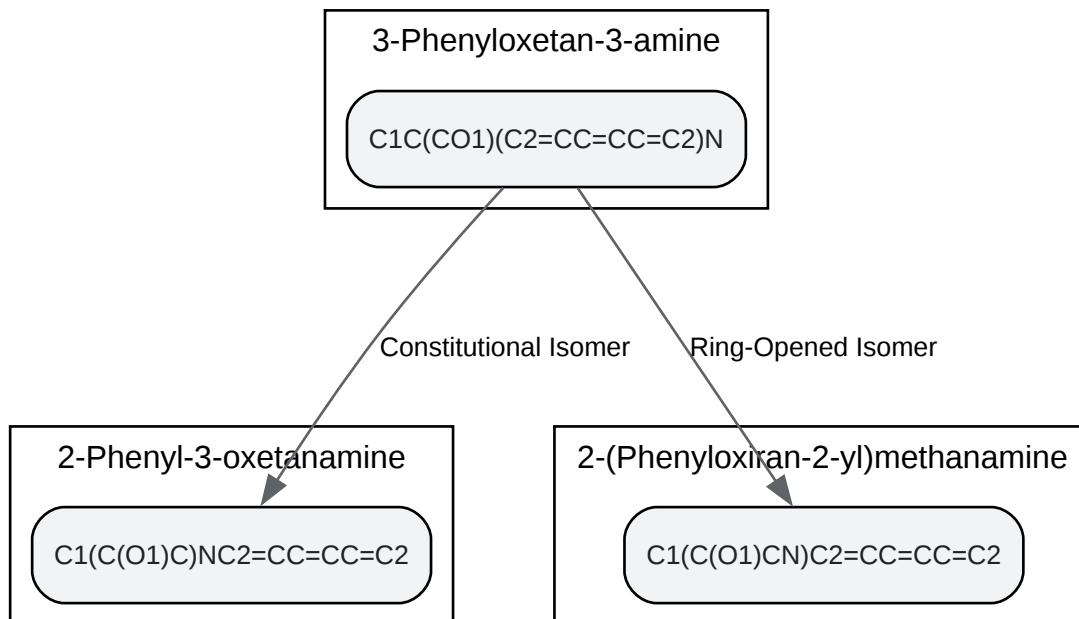 3-Phenyloxetan-3-amine
C1C(CO1)(C2=CC=CC=C2)N
Constitutional Isomer
Ring-Opened Isomer
2-Phenyl-3-oxetanamine
2-(Phenyloxiran-2-yl)methanamine
C1(C(O1)C)NC2=CC=CC=C2
C1(C(O1)CN)C2=CC=CC=C2